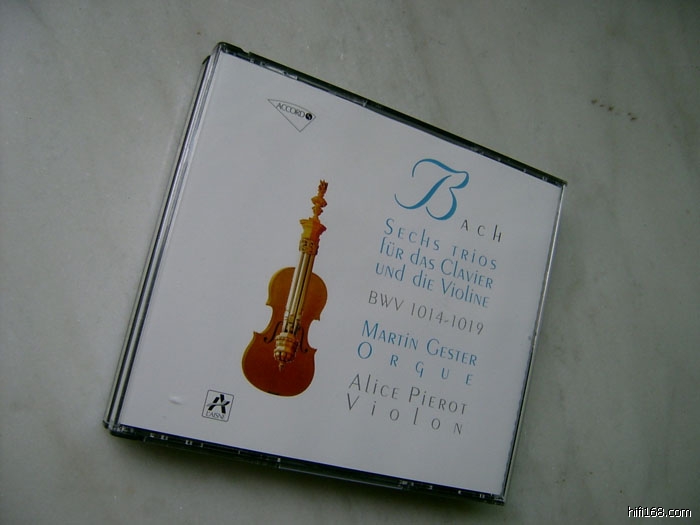 ACCORD
Bach
Sechs trios
für das Clavier
und die Violine
BWV 1014-1019
Martin Gester
Orgue
Alice Pierot
Violon
hifi168.com